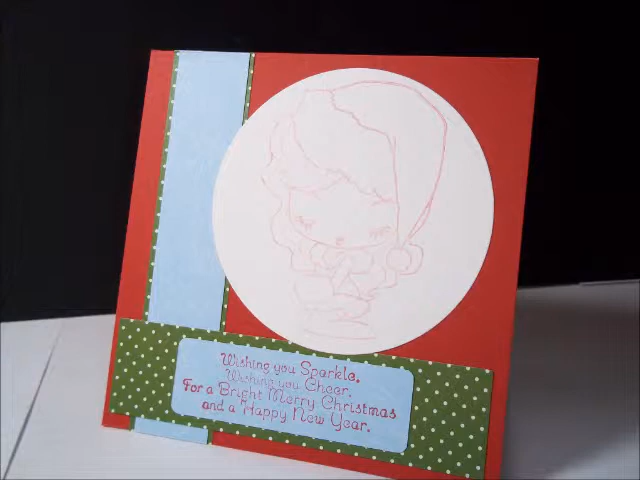 Wishing you Sparkle.
Wishing you Cheer.
For a Bright Merry Christmas
and a Happy New Year.